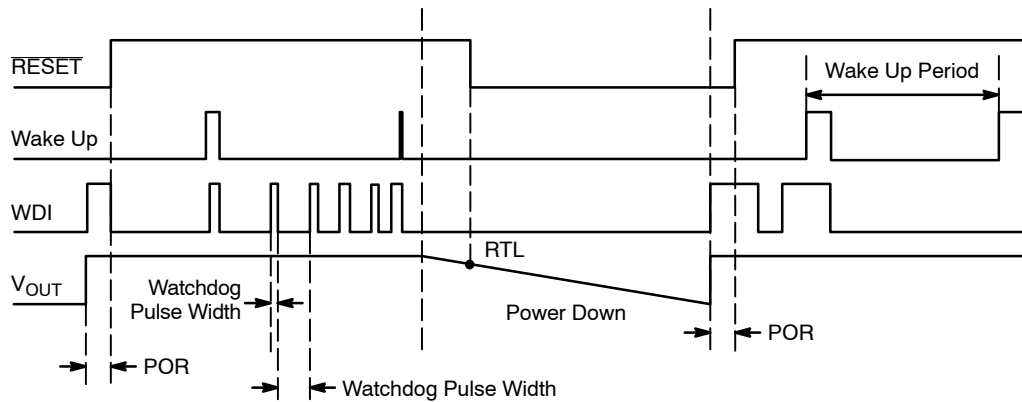 RESET
Wake Up Period
Wake Up
WDI
RTL
VOUT
Watchdog
Pulse Width
Power Down
POR
POR
Watchdog Pulse Width